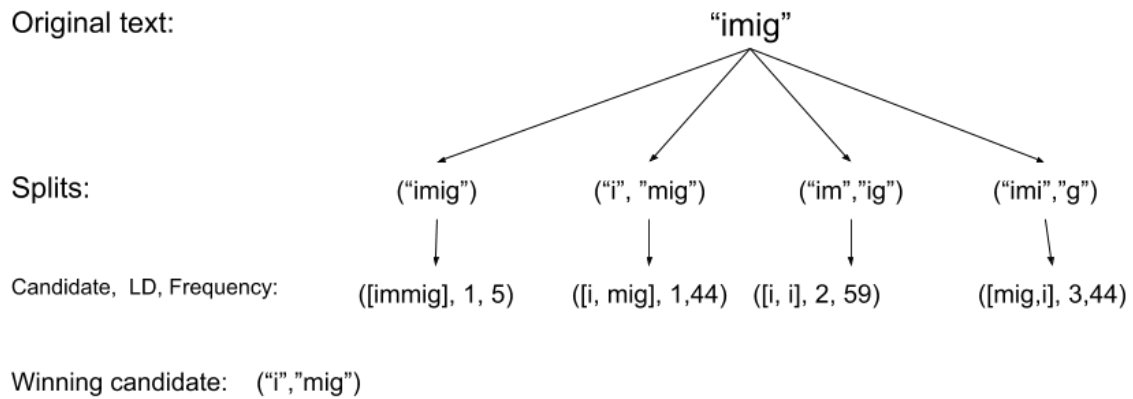 Original text: “imig”
Splits: (“imig”) (“i”, ”mig”) (“im”,”ig”) (“imi”,”g”)
Candidate, LD, Frequency: ([immig], 1, 5) ([i, mig], 1,44) ([i, i], 2, 59) ([mig,i], 3,44)
Winning candidate: (“i”,”mig”)